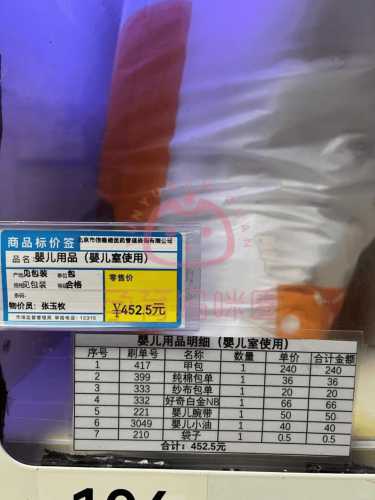 商品标价签
品名: 婴儿用品（婴儿室使用）
产地 见包装 单位 包
规格 见包装 等级 合格
零售价
¥452.5元
物价员: 张玉枚
婴儿用品明细（婴儿室使用）
序号 刷单号 名称 数量 单价 合计金额
1 417 甲包 1 240 240
2 399 纯棉包单 1 36 36
3 333 纱布包单 1 20 20
4 332 好奇白金NB 1 66 66
5 221 婴儿腕带 1 50 50
6 3049 婴儿小油 1 40 40
7 210 袋子 1 0.5 0.5
合计: 452.5元